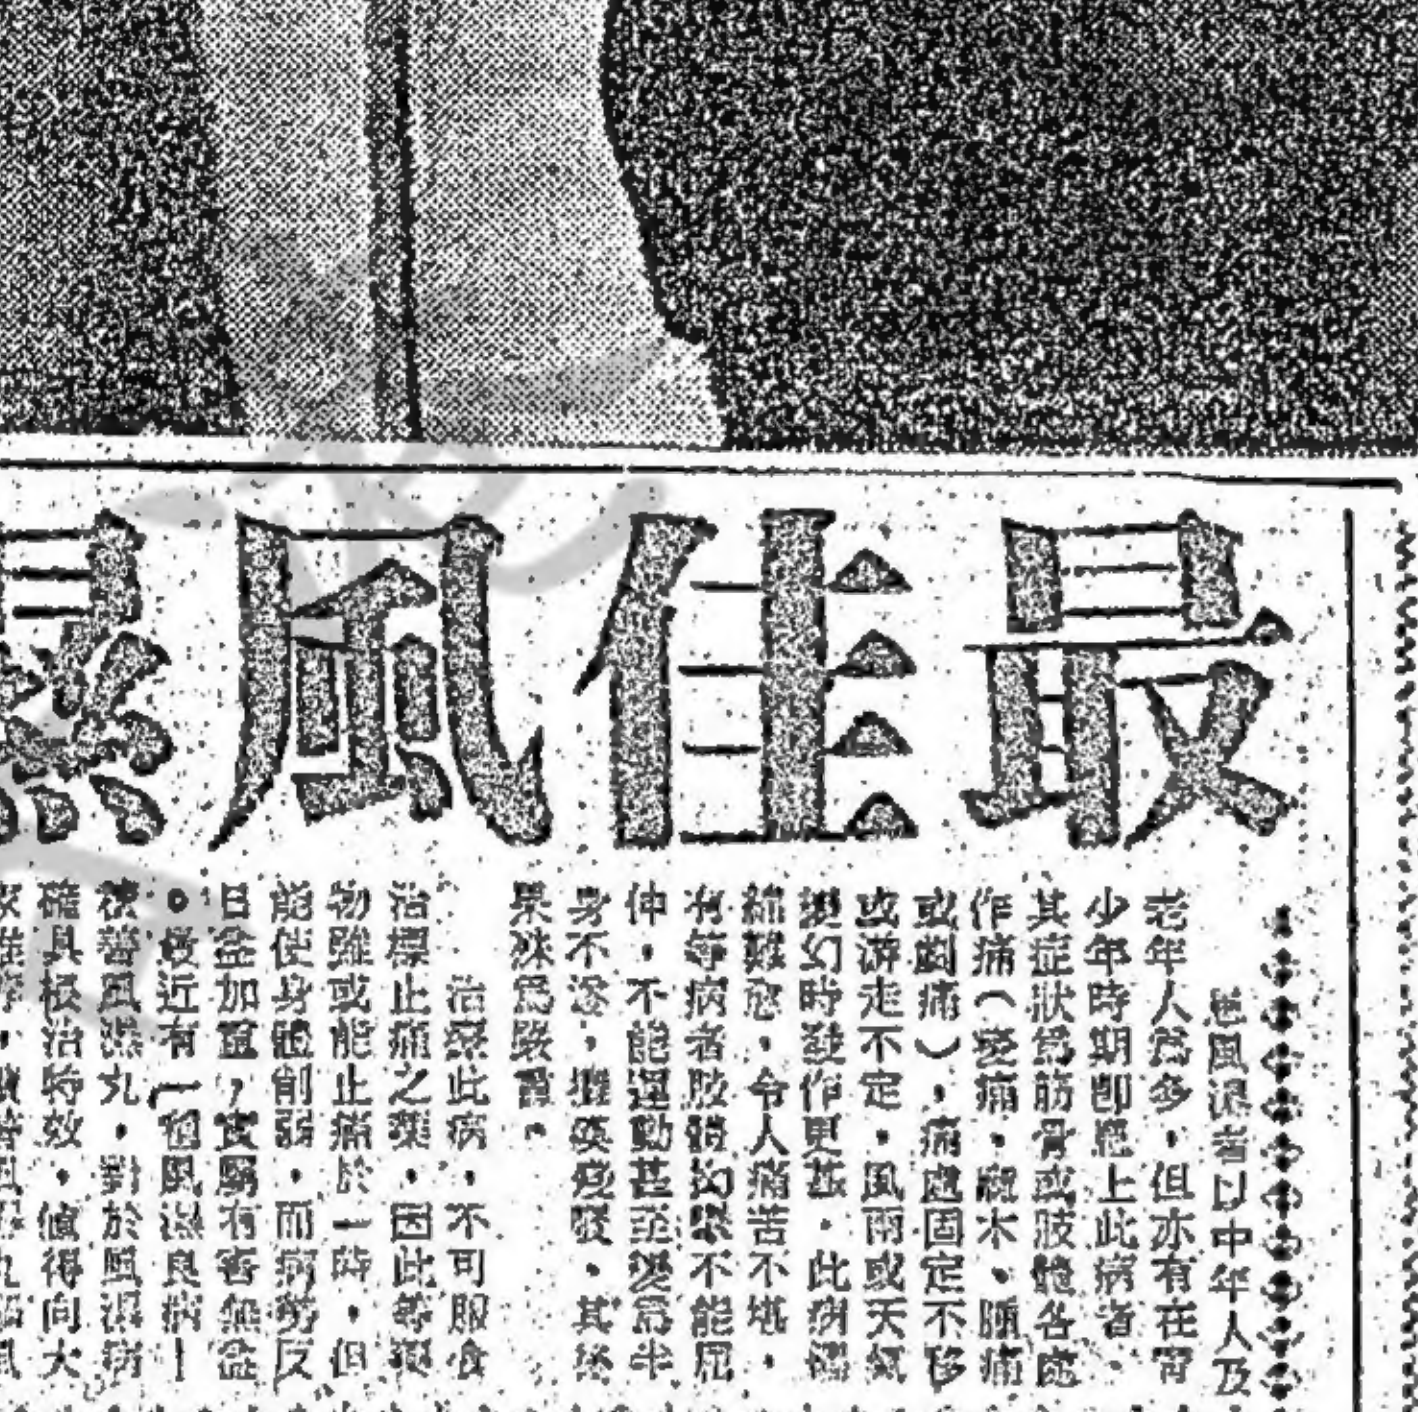 最佳風濕
患風濕者以中年人及
老年人爲多，但亦有在青
少年時期即患上此病者，
其症狀爲筋骨或肢體各處
作痛（痠痛，麻木，腫痛
或劇痛），痛處固定不移
或游走不定，風雨或天氣
變幻時發作更甚，此病纏
綿難愈，令人痛苦不堪，
有等病者肢體拘攣不能屈
伸，不能運動甚至變爲半
身不遂，癱瘓殘廢，其後
果殊爲嚴重。
治療此病，不可服食
治標止痛之藥，因此等藥
物雖或能止痛於一時，但
能使身體削弱，而病勢反
日益加重，實屬有害無益
。最近有一種風濕良藥｜
善風濕丸，對於風濕病
確具根治特效，值得向大